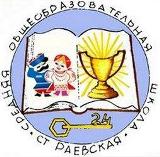 СРЕДНЯЯ ОБЩЕОБРАЗОВАТЕЛЬНАЯ ШКОЛА
СТ РАЕВСКАЯ
24